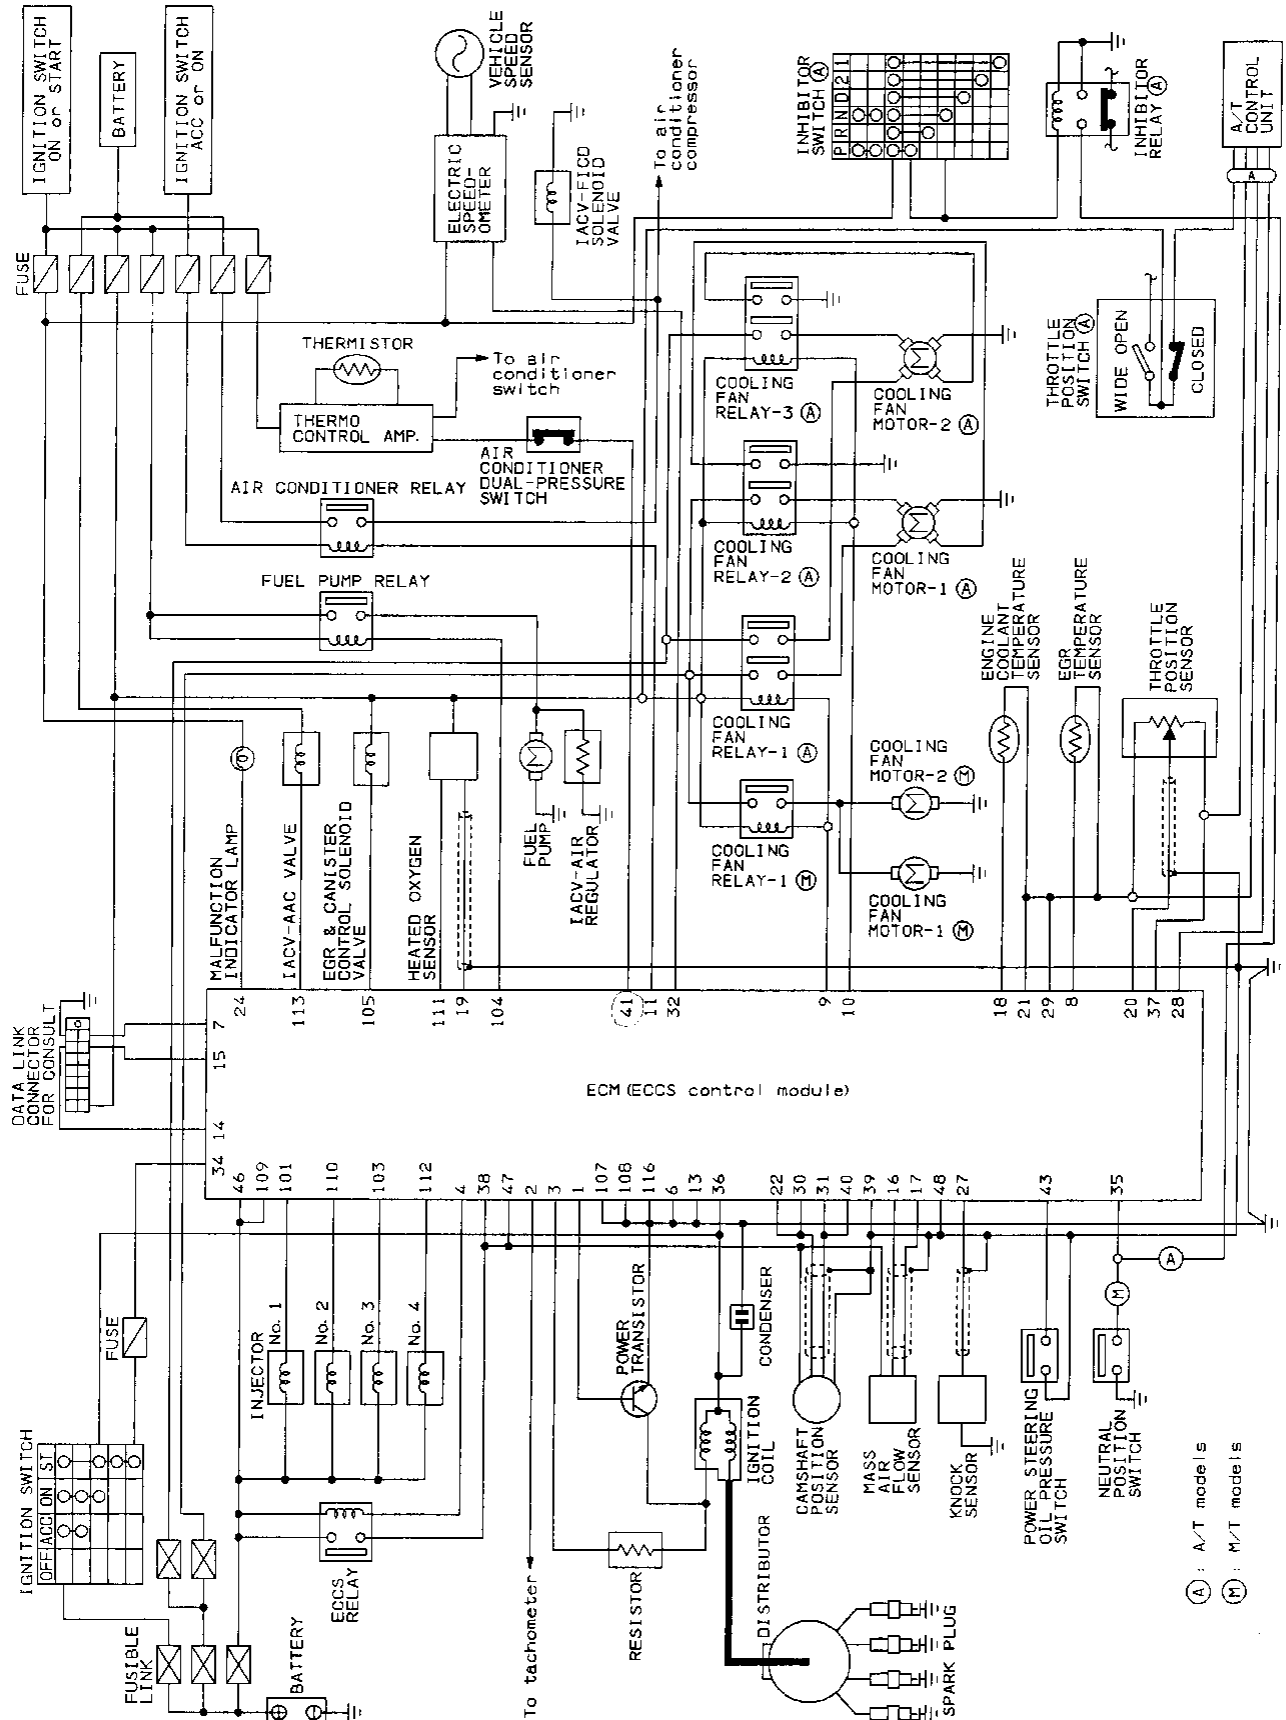 IGNITION SWITCH
ON or START
BATTERY
IGNITION SWITCH
ACC or ON
VEHICLE
SPEED
SENSOR
ELECTRIC
SPEED-
OMETER
IACV-FICD
SOLENOID
VALVE
To air
conditioner
compressor
INHIBITOR
SWITCH Ⓐ
P R N D 2 1
INHIBITOR
RELAY Ⓐ
A/T
CONTROL
UNIT
A
FUSE
THERMISTOR
To air
conditioner
switch
THERMO
CONTROL AMP.
AIR
CONDITIONER
DUAL-PRESSURE
SWITCH
AIR CONDITIONER RELAY
FUEL PUMP RELAY
COOLING
FAN
RELAY-3 Ⓐ
COOLING
FAN
MOTOR-2 Ⓐ
M
COOLING
FAN
RELAY-2 Ⓐ
COOLING
FAN
MOTOR-1 Ⓐ
M
THROTTLE
POSITION
SWITCH Ⓐ
WIDE OPEN
CLOSED
COOLING
FAN
RELAY-1 Ⓐ
COOLING
FAN
MOTOR-2 Ⓜ
M
COOLING
FAN
RELAY-1 Ⓜ
COOLING
FAN
MOTOR-1 Ⓜ
M
ENGINE
COOLANT
TEMPERATURE
SENSOR
EGR
TEMPERATURE
SENSOR
THROTTLE
POSITION
SENSOR
MALFUNCTION
INDICATOR LAMP
IACV-AAC VALVE
EGR & CANISTER
CONTROL SOLENOID
VALVE
HEATED OXYGEN
SENSOR
M
FUEL
PUMP
IACV-AIR
REGULATOR
DATA LINK
CONNECTOR
FOR CONSULT
24
113
105
111
19
104
41
11
32
9
10
18
21
29
8
20
37
28
7
15
14
34
ECM (ECCS control module)
46
109
101
110
103
112
4
38
47
2
3
1
107
108
116
6
13
36
22
30
31
40
39
16
17
48
27
43
35
FUSE
INJECTOR
No. 1
No. 2
No. 3
No. 4
POWER
TRANSISTOR
CONDENSER
IGNITION
COIL
CAMSHAFT
POSITION
SENSOR
MASS
AIR
FLOW
SENSOR
KNOCK
SENSOR
POWER STEERING
OIL PRESSURE
SWITCH
NEUTRAL
POSITION
SWITCH
Ⓜ
Ⓐ
IGNITION SWITCH
OFF ACC ON ST
ECCS
RELAY
FUSIBLE
LINK
BATTERY
To tachometer
RESISTOR
DISTRIBUTOR
SPARK PLUG
Ⓐ : A/T models
Ⓜ : M/T models